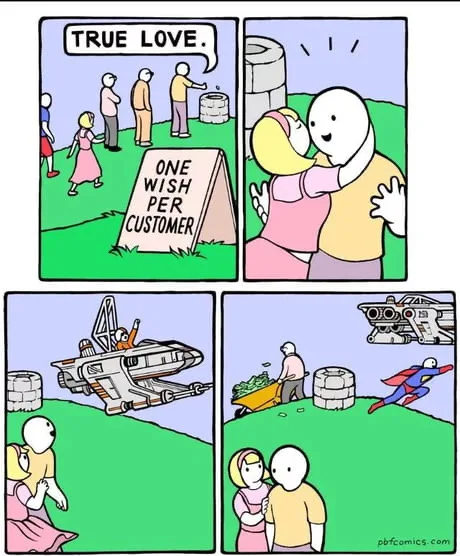 TRUE LOVE.
ONE
WISH
PER
CUSTOMER
pbfcomics.com